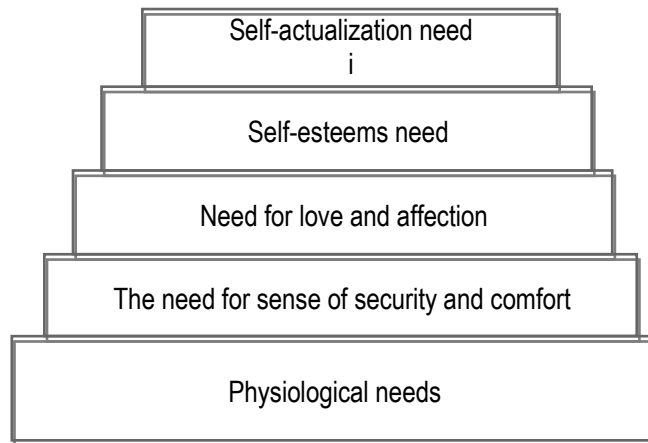 Self-actualization need
i
Self-esteems need
Need for love and affection
The need for sense of security and comfort
Physiological needs